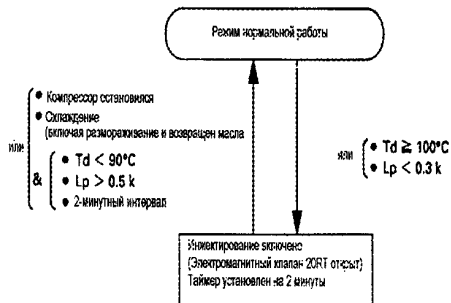 Режим нормальной работы
или
• Компрессор остановился
• Охлаждение
(включая размораживание и возвращен масла
&
• Td < 90°C
• Lp > 0.5 k
• 2-минутный интервал
или
• Td ≧ 100°C
• Lp < 0.3 k
Инжектирование включено
(Электромагнитный клапан 20RT открыт)
Таймер установлен на 2 минуты